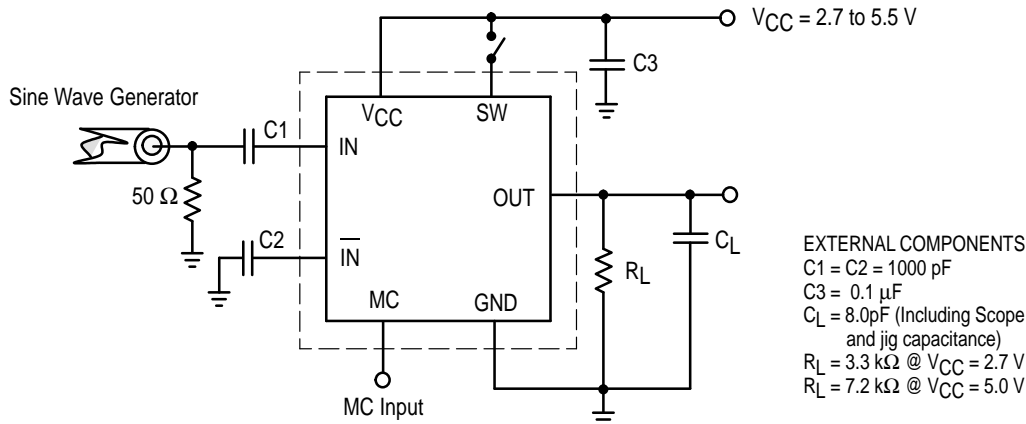 VCC = 2.7 to 5.5 V
C3
Sine Wave Generator
VCC
SW
C1
IN
50 Ω
OUT
C2
IN
CL
RL
MC
GND
MC Input
EXTERNAL COMPONENTS
C1 = C2 = 1000 pF
C3 = 0.1 µF
CL = 8.0pF (Including Scope
and jig capacitance)
RL = 3.3 kΩ @ VCC = 2.7 V
RL = 7.2 kΩ @ VCC = 5.0 V